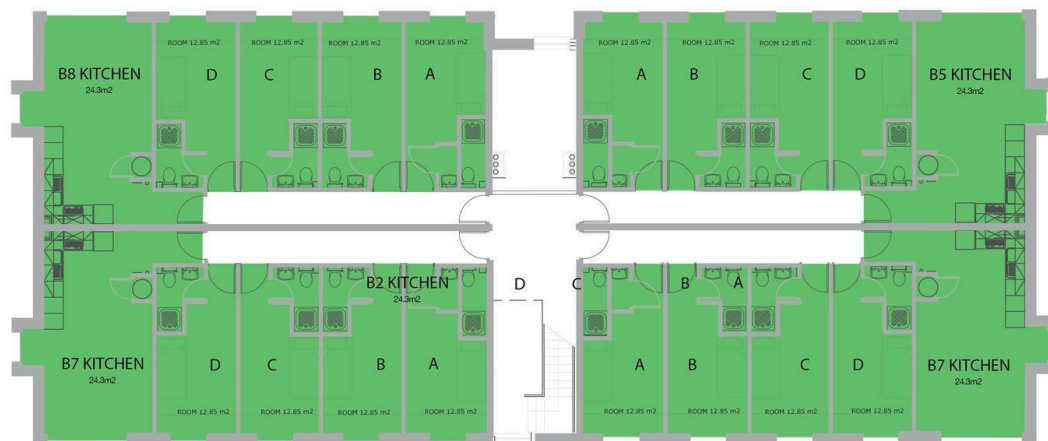 ROOM 12.85 m2
ROOM 12.85 m2
ROOM 12.85 m2
ROOM 12.85 m2
ROOM 12.85 m2
ROOM 12.85 m2
ROOM 12.85 m2
ROOM 12.85 m2
B8 KITCHEN
24.3m2
D
C
B
A
A
B
C
D
B5 KITCHEN
24.3m2
B2 KITCHEN
24.3m2
D
C
B
A
B7 KITCHEN
24.3m2
D
C
B
A
A
B
C
D
B7 KITCHEN
24.3m2
ROOM 12.85 m2
ROOM 12.85 m2
ROOM 12.85 m2
ROOM 12.85 m2
ROOM 12.85 m2
ROOM 12.85 m2
ROOM 12.85 m2
ROOM 12.85 m2